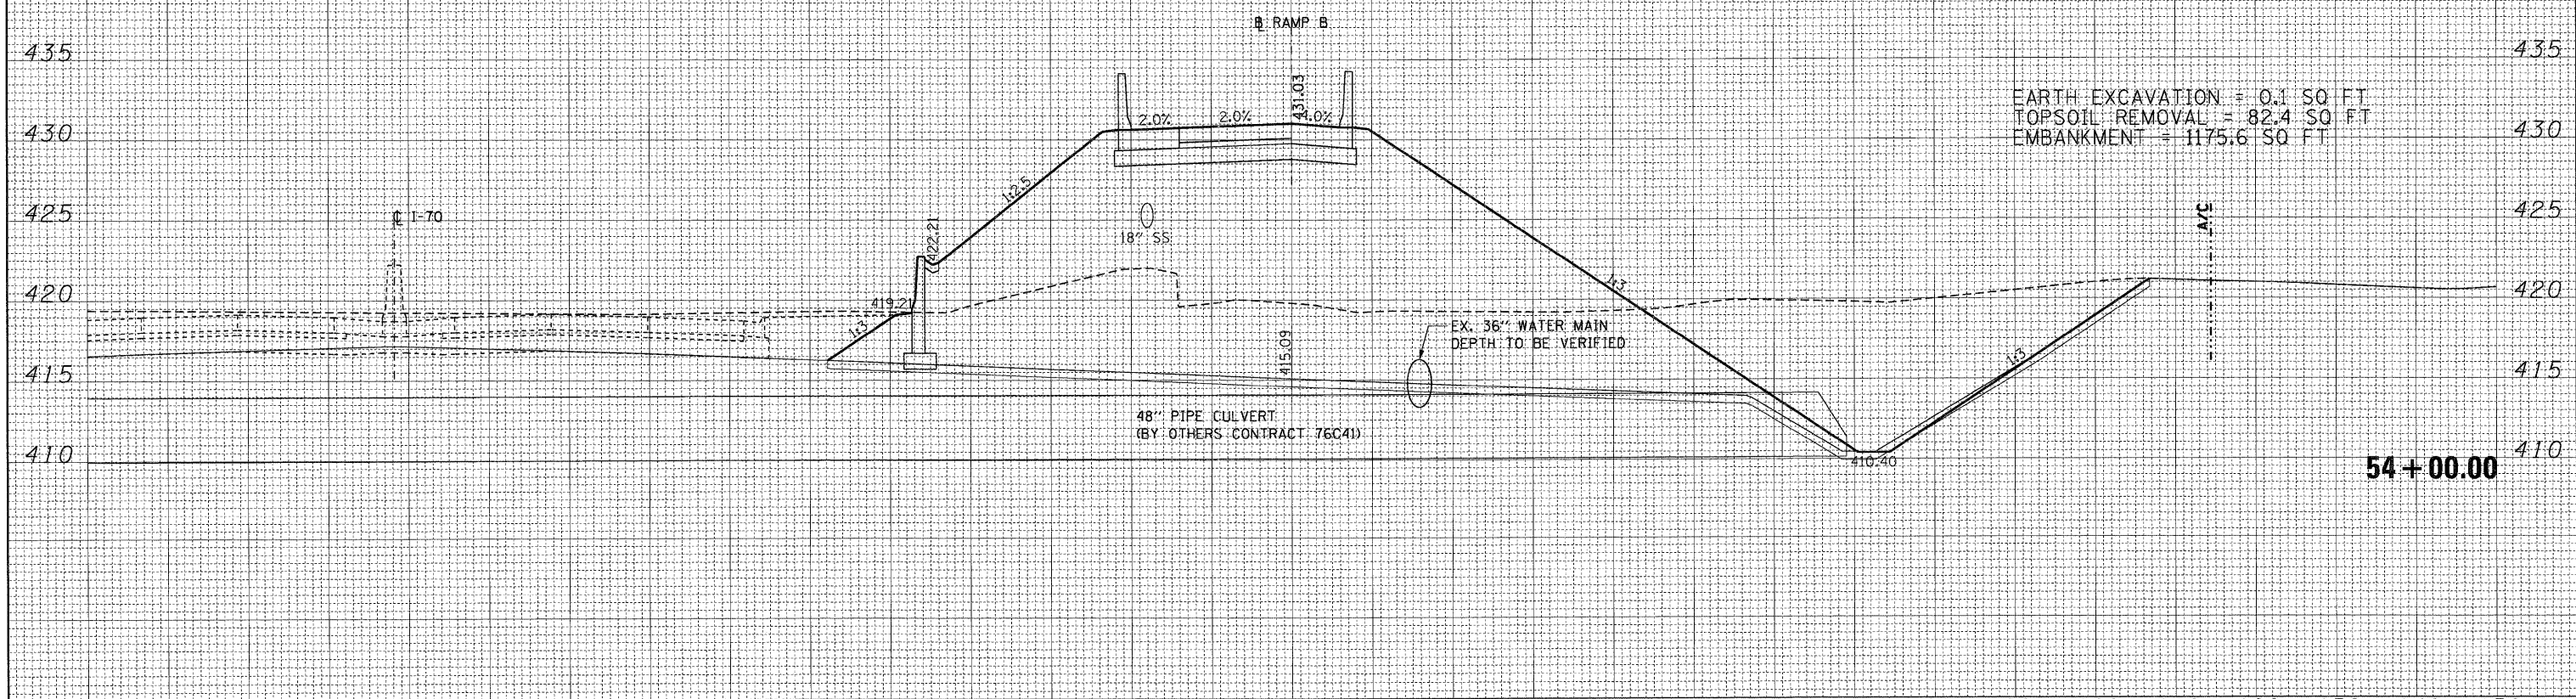 ℄ RAMP B
435
435
431.03
EARTH EXCAVATION = 0.1 SQ FT
TOPSOIL REMOVAL = 82.4 SQ FT
EMBANKMENT = 1175.6 SQ FT
2.0%
2.0%
4.0%
430
430
1:2.5
425
℄ I-70
422.21
18" SS
A/C
425
420
419.21
1:3
420
1:3
EX. 36" WATER MAIN
DEPTH TO BE VERIFIED
415.09
1:3
415
415
48" PIPE CULVERT
(BY OTHERS CONTRACT 76C41)
410
410.40
410
54+00.00